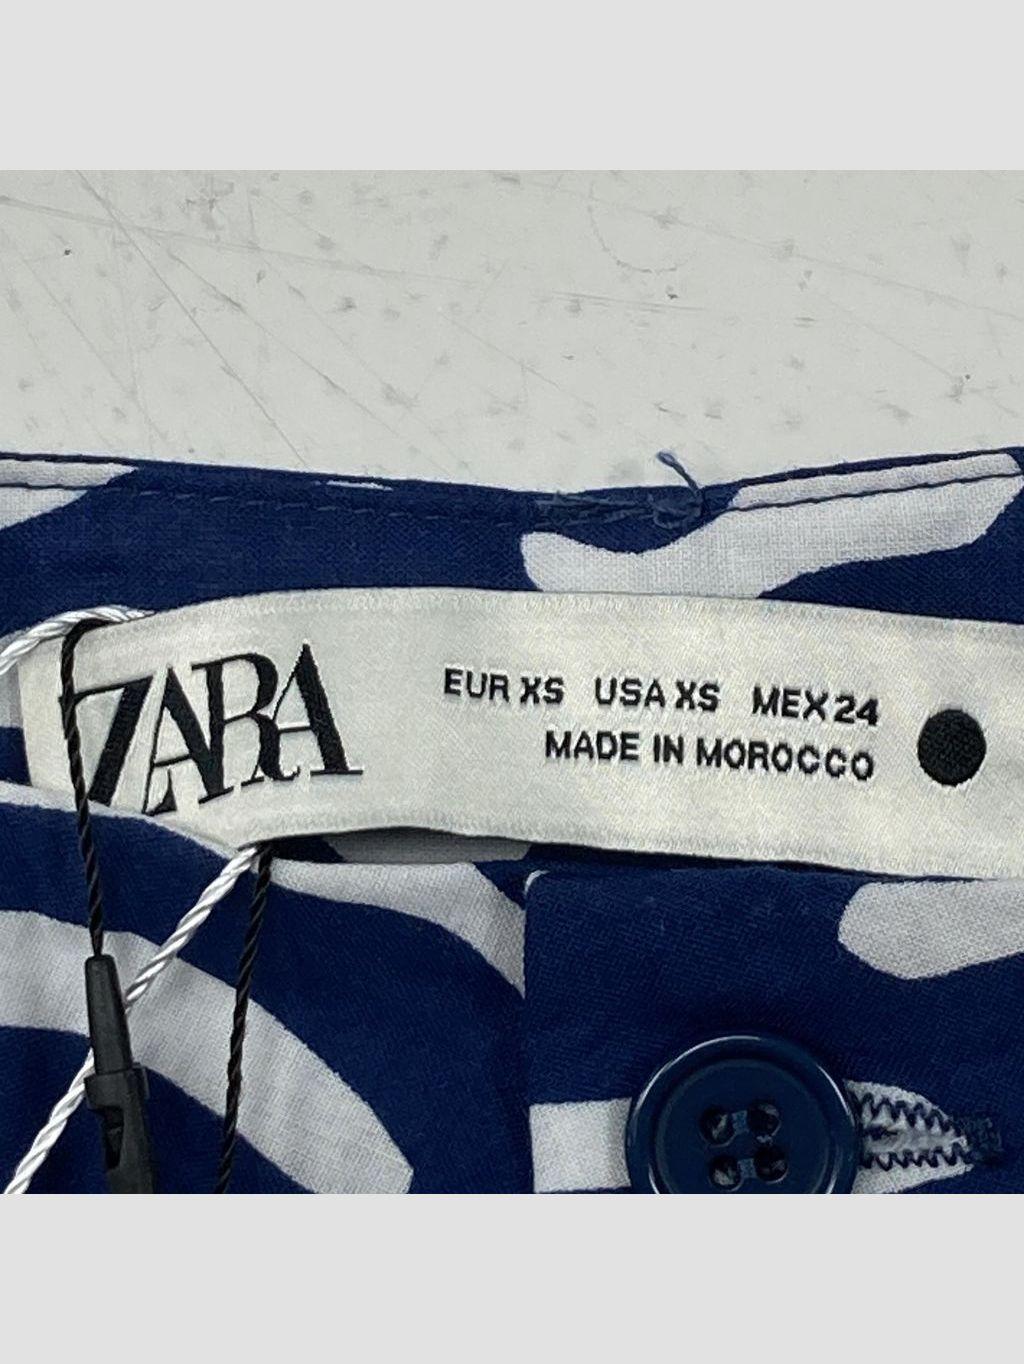 ZARA
EUR XS USA XS MEX 24
MADE IN MOROCCO